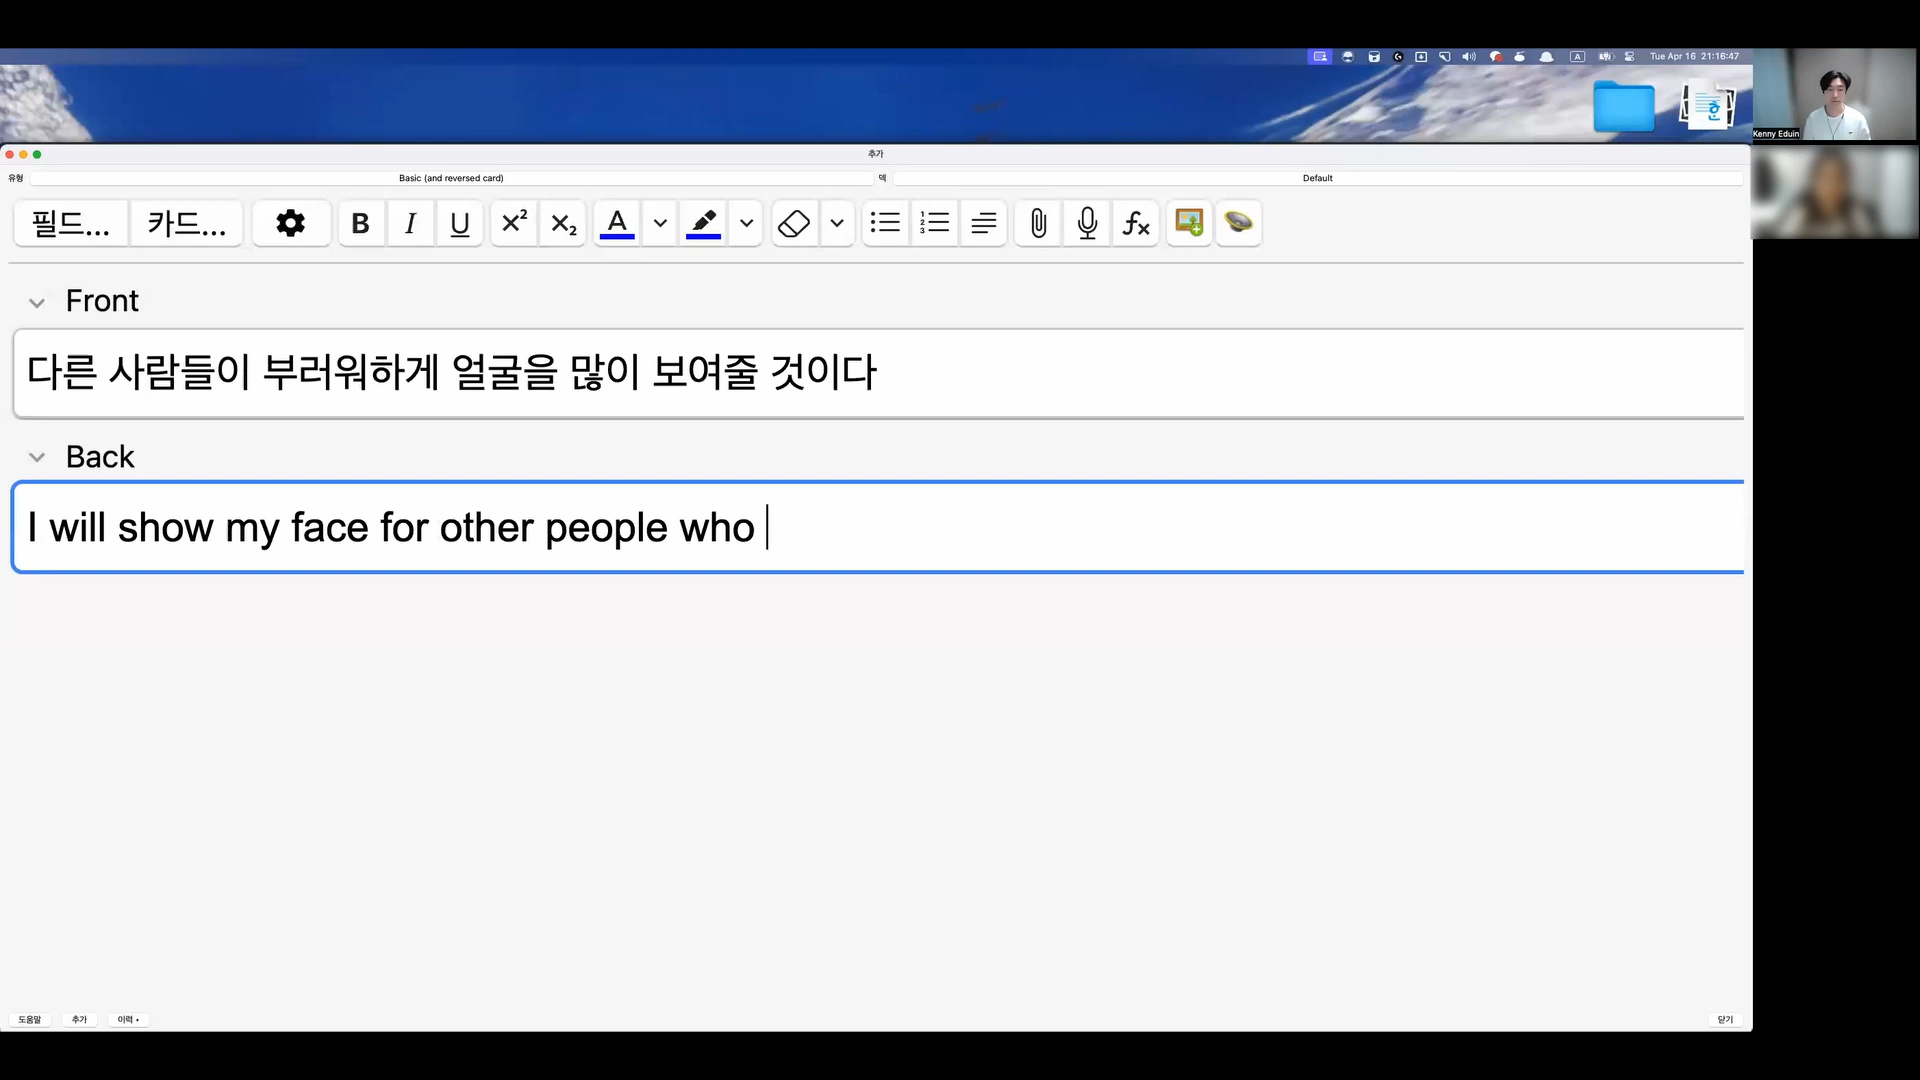 A
Tue Apr 16 21:16:47
Kenny Eduin
추가
유형
Basic (and reversed card)
덱
Default
필드...
카드...
B
I
U
X²
X₂
A
fx
Front
다른 사람들이 부러워하게 얼굴을 많이 보여줄 것이다
Back
I will show my face for other people who
도움말
추가
이력
닫기